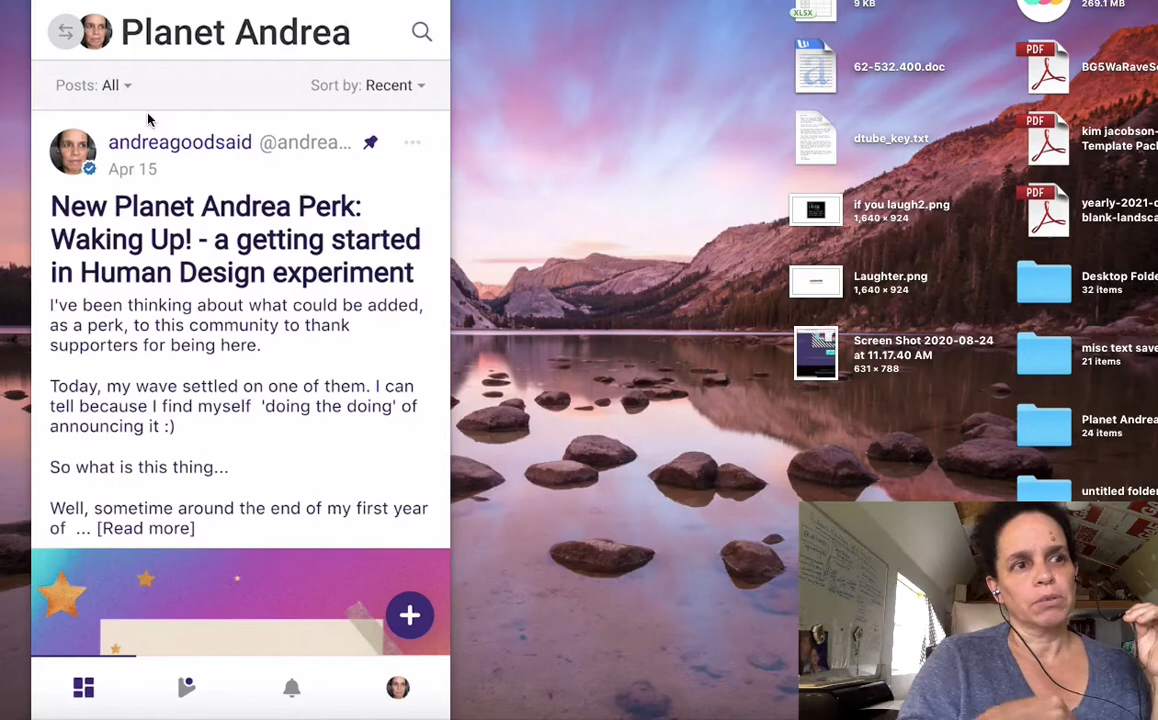 Planet Andrea
Posts: All
Sort by: Recent
andreagoodsaid @andrea...
Apr 15
New Planet Andrea Perk:
Waking Up! - a getting started
in Human Design experiment
I've been thinking about what could be added,
as a perk, to this community to thank
supporters for being here.
Today, my wave settled on one of them. I can
tell because I find myself 'doing the doing' of
announcing it :)
So what is this thing...
Well, sometime around the end of my first year
of ... [Read more]
XLSX
9 KB
62-532.400.doc
dtube_key.txt
if you laugh2.png
1,640 × 924
Laughter.png
1,640 × 924
Screen Shot 2020-08-24
at 11.17.40 AM
631 × 788
269.1 MB
PDF
BG5WaRaveSe
PDF
kim jacobson-
Template Pac
PDF
yearly-2021-c
blank-landsca
Desktop Folde
32 items
misc text save
21 items
Planet Andrea
24 items
untitled folder